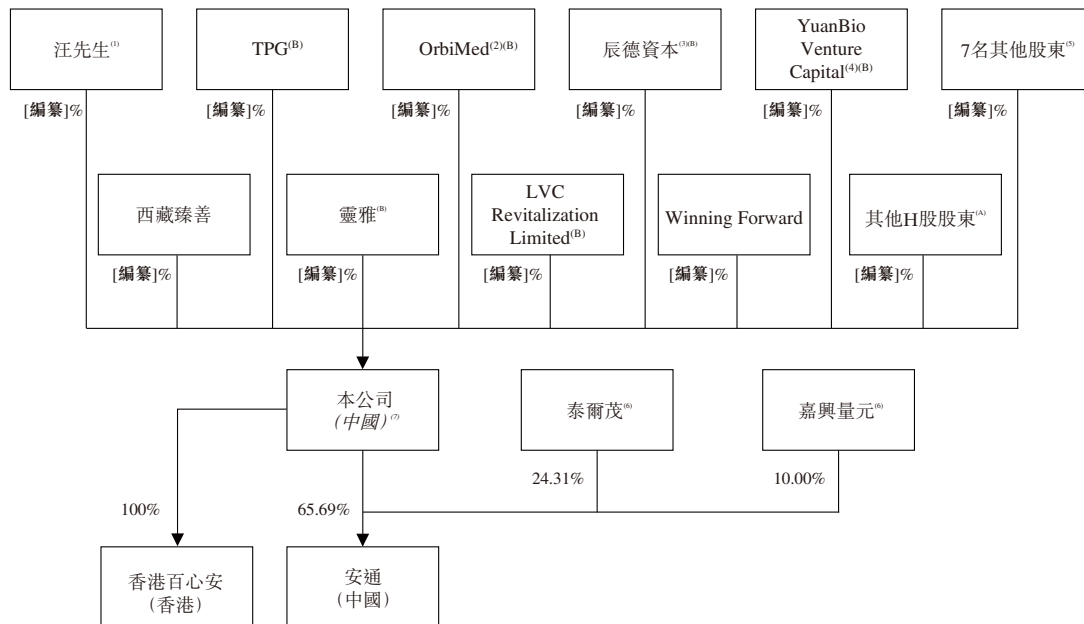 汪先生(1)
TPG(B)
OrbiMed(2)(B)
辰德資本(3)(B)
YuanBio
Venture
Capital(4)(B)
7名其他股東(5)
[編纂]%
[編纂]%
[編纂]%
[編纂]%
[編纂]%
[編纂]%
西藏臻善
靈雅(B)
LVC
Revitalization
Limited(B)
Winning Forward
其他H股股東(A)
[編纂]%
[編纂]%
[編纂]%
[編纂]%
[編纂]%
本公司
(中國)(7)
泰爾茂(6)
嘉興量元(6)
24.31%
10.00%
100%
65.69%
香港百心安
(香港)
安通
(中國)